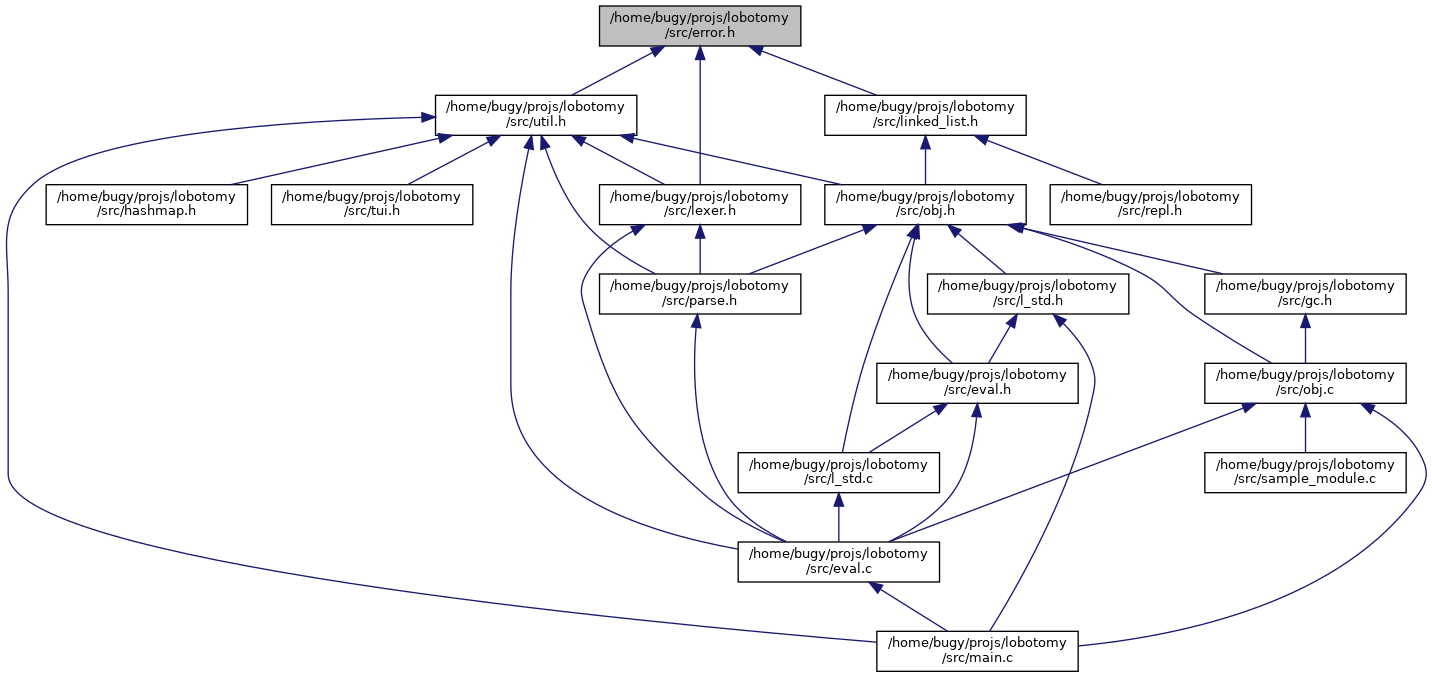 /home/bugy/projs/lobotomy
/src/error.h
/home/bugy/projs/lobotomy
/src/util.h
/home/bugy/projs/lobotomy
/src/linked_list.h
/home/bugy/projs/lobotomy
/src/hashmap.h
/home/bugy/projs/lobotomy
/src/tui.h
/home/bugy/projs/lobotomy
/src/lexer.h
/home/bugy/projs/lobotomy
/src/obj.h
/home/bugy/projs/lobotomy
/src/repl.h
/home/bugy/projs/lobotomy
/src/parse.h
/home/bugy/projs/lobotomy
/src/l_std.h
/home/bugy/projs/lobotomy
/src/gc.h
/home/bugy/projs/lobotomy
/src/eval.h
/home/bugy/projs/lobotomy
/src/obj.c
/home/bugy/projs/lobotomy
/src/l_std.c
/home/bugy/projs/lobotomy
/src/sample_module.c
/home/bugy/projs/lobotomy
/src/eval.c
/home/bugy/projs/lobotomy
/src/main.c